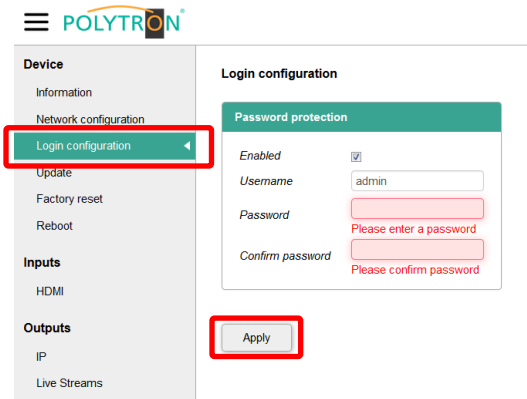 POLYTRON
Device
Information
Network configuration
Login configuration
Update
Factory reset
Reboot
Inputs
HDMI
Outputs
IP
Live Streams
Login configuration
Password protection
Enabled
Username admin
Password
Please enter a password
Confirm password
Please confirm password
Apply